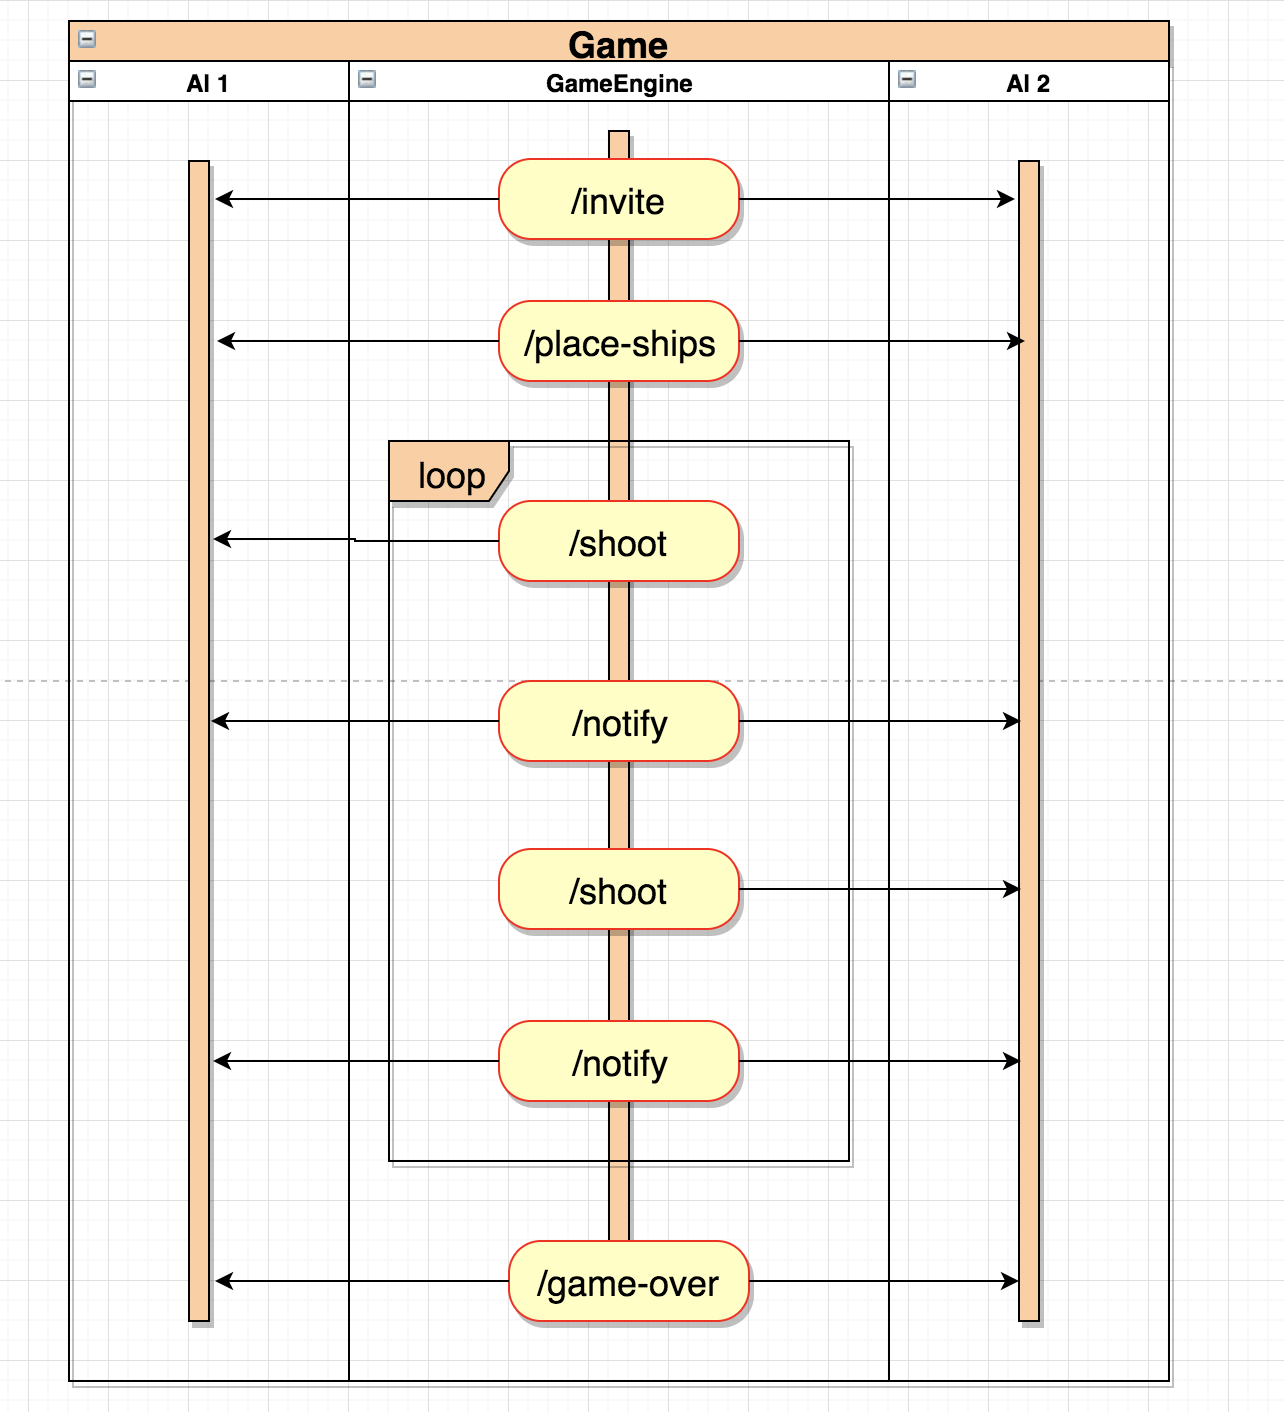 Game
AI 1
GameEngine
AI 2
/invite
/place-ships
loop
/shoot
/notify
/shoot
/notify
/game-over